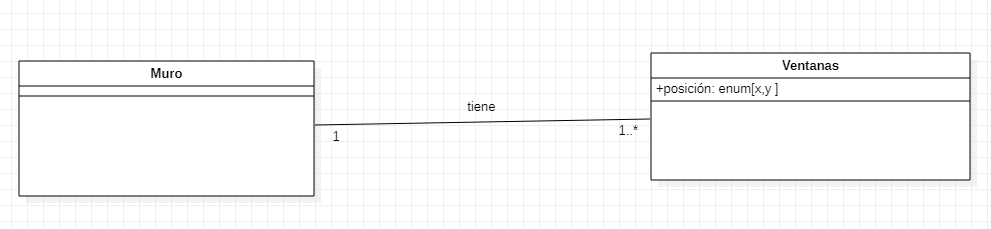 Muro
Ventanas
+posición: enum[x,y ]
tiene
1
1..*